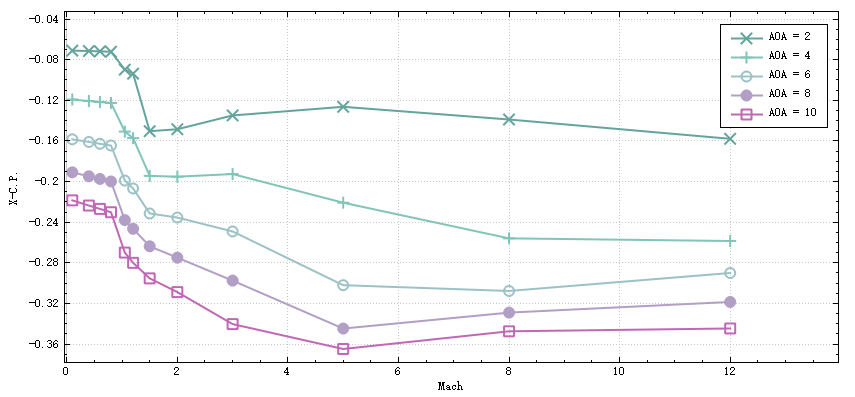 -0.04
-0.08
-0.12
-0.16
-0.2
-0.24
-0.28
-0.32
-0.36
X-C.P.
0 2 4 6 8 10 12
Mach
AOA = 2
AOA = 4
AOA = 6
AOA = 8
AOA = 10